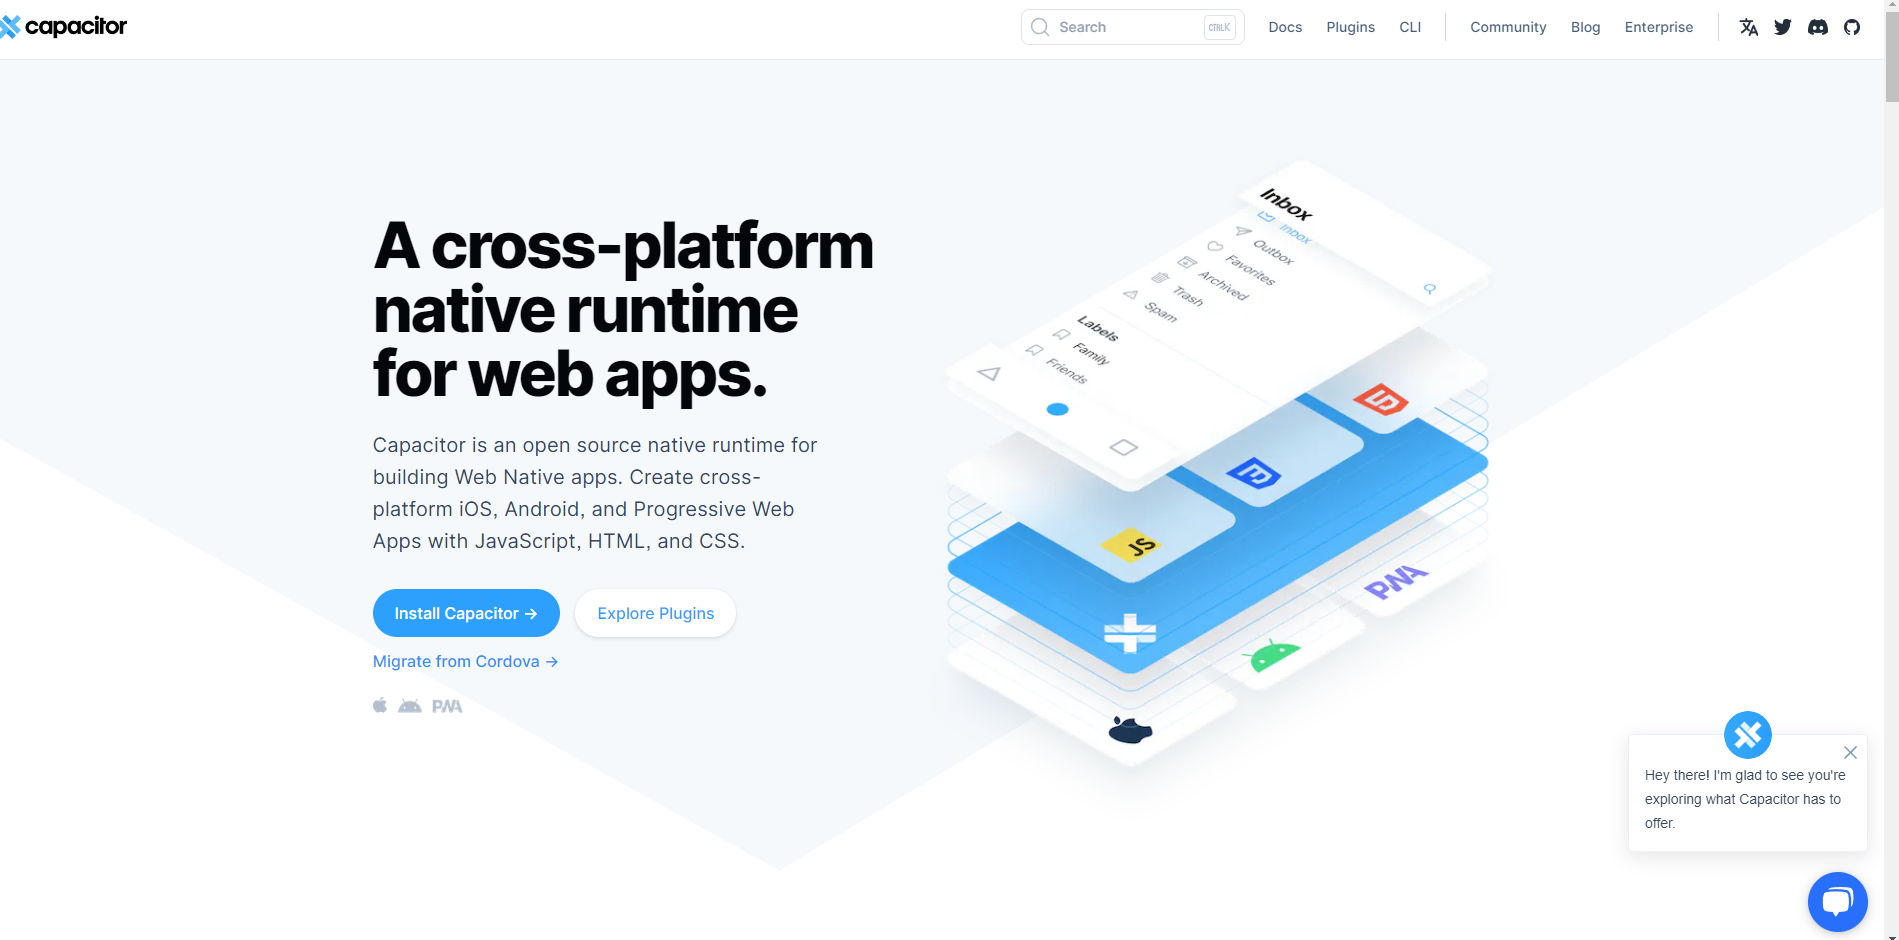 capacitor
Search
CTRL K
Docs
Plugins
CLI
Community
Blog
Enterprise
A cross-platform
native runtime
for web apps.
Capacitor is an open source native runtime for
building Web Native apps. Create cross-
platform iOS, Android, and Progressive Web
Apps with JavaScript, HTML, and CSS.
Install Capacitor →
Explore Plugins
Migrate from Cordova →
PWA
Inbox
Inbox
Outbox
Favorites
Archived
Trash
Spam
Labels
Family
Friends
JS
PWA
Hey there! I'm glad to see you're
exploring what Capacitor has to
offer.